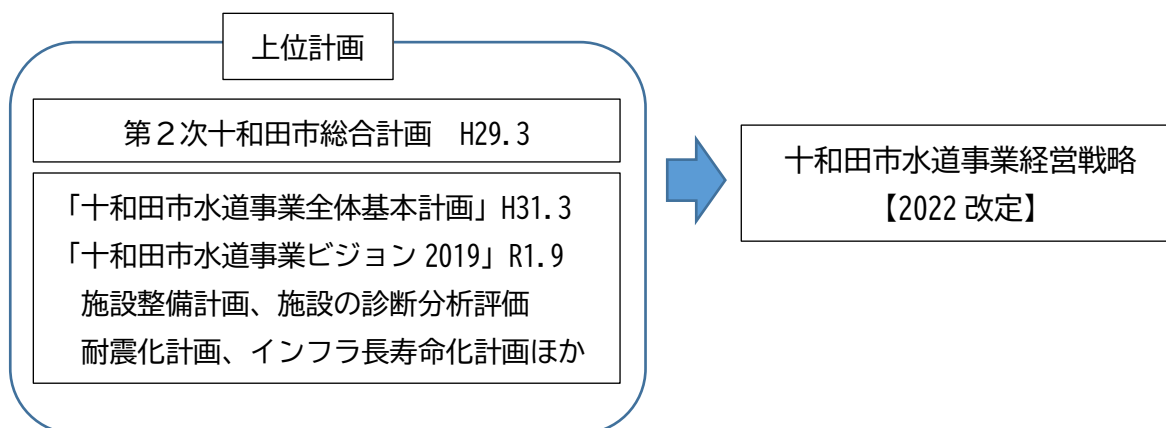 上位計画
第２次十和田市総合計画　H29.3
「十和田市水道事業全体基本計画」H31.3
「十和田市水道事業ビジョン 2019」R1.9
施設整備計画、施設の診断分析評価
耐震化計画、インフラ長寿命化計画ほか
十和田市水道事業経営戦略
【2022 改定】